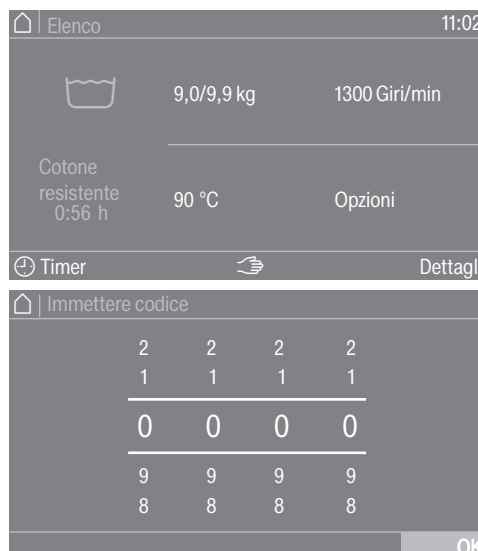 Elenco 11:02
9,0/9,9 kg 1300 Giri/min
Cotone
resistente
0:56 h
90 °C Opzioni
Timer Dettagl
Immettere codice
2 2 2 2
1 1 1 1
0 0 0 0
9 9 9 9
8 8 8 8
OK